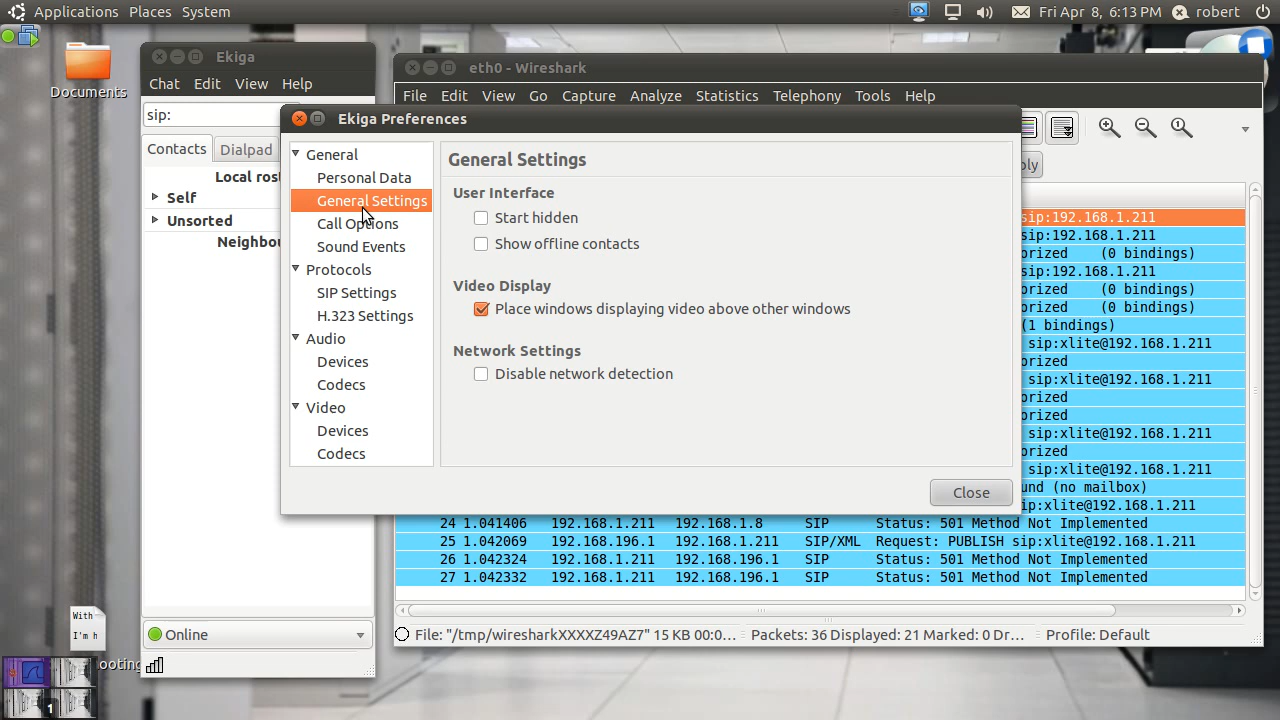 Applications Places System
Fri Apr 8, 6:13 PM robert
Documents
Ekiga
Chat Edit View Help
sip:
Contacts Dialpad
Local rost
Self
Unsorted
Neighbou
Online
eth0 - Wireshark
File Edit View Go Capture Analyze Statistics Telephony Tools Help
ply
Ekiga Preferences
General
Personal Data
General Settings
Call Options
Sound Events
Protocols
SIP Settings
H.323 Settings
Audio
Devices
Codecs
Video
Devices
Codecs
General Settings
User Interface
Start hidden
Show offline contacts
Video Display
Place windows displaying video above other windows
Network Settings
Disable network detection
Close
sip:192.168.1.211
sip:192.168.1.211
orized (0 bindings)
sip:192.168.1.211
orized (0 bindings)
orized (0 bindings)
(1 bindings)
sip:xlite@192.168.1.211
orized
sip:xlite@192.168.1.211
orized
orized
sip:xlite@192.168.1.211
orized
sip:xlite@192.168.1.211
und (no mailbox)
sip:xlite@192.168.1.211
24 1.041406 192.168.1.211 192.168.1.8 SIP Status: 501 Method Not Implemented
25 1.042069 192.168.196.1 192.168.1.211 SIP/XML Request: PUBLISH sip:xlite@192.168.1.211
26 1.042324 192.168.1.211 192.168.196.1 SIP Status: 501 Method Not Implemented
27 1.042332 192.168.1.211 192.168.196.1 SIP Status: 501 Method Not Implemented
File: "/tmp/wiresharkXXXXZ49AZ7" 15 KB 00:0... Packets: 36 Displayed: 21 Marked: 0 Dr... Profile: Default
With
I'm h
ooting
1